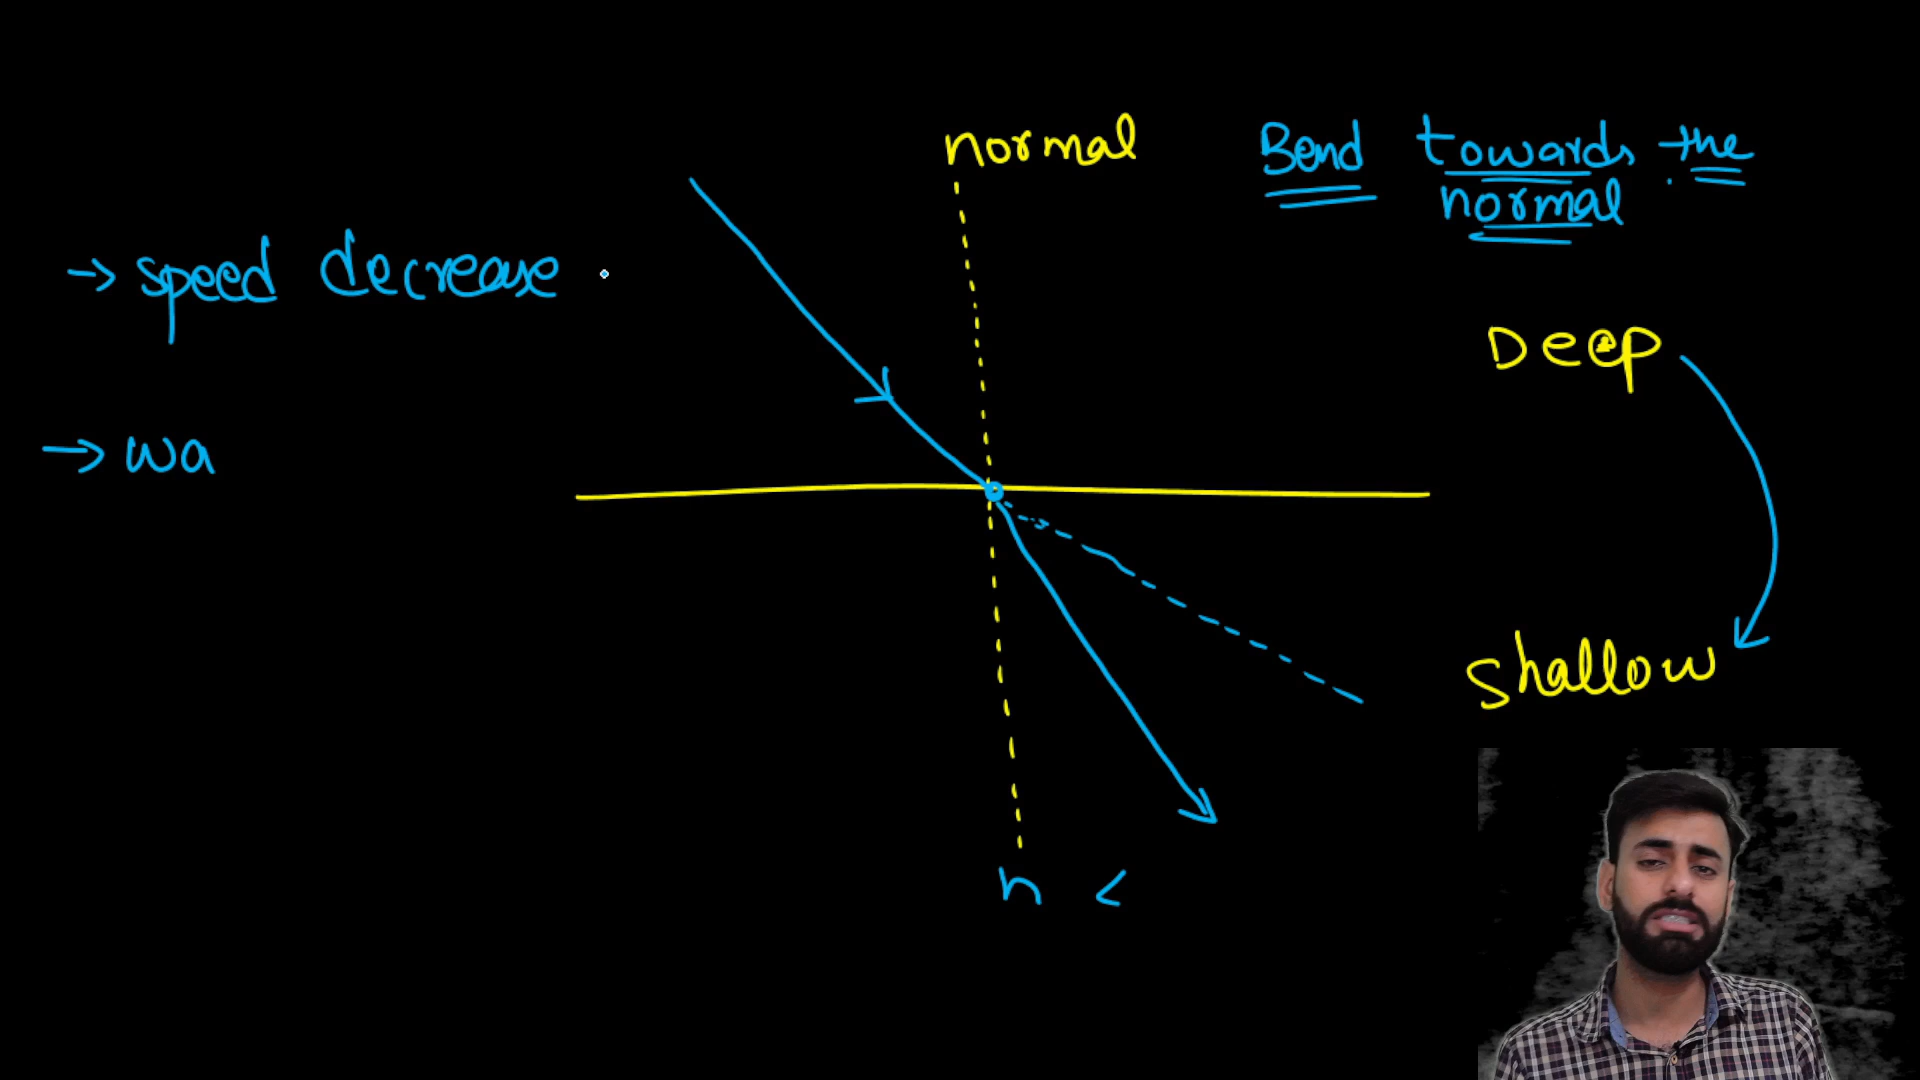 normal
Bend towards the
normal
→ speed decrease
Deep
→ wa
Shallow
n <